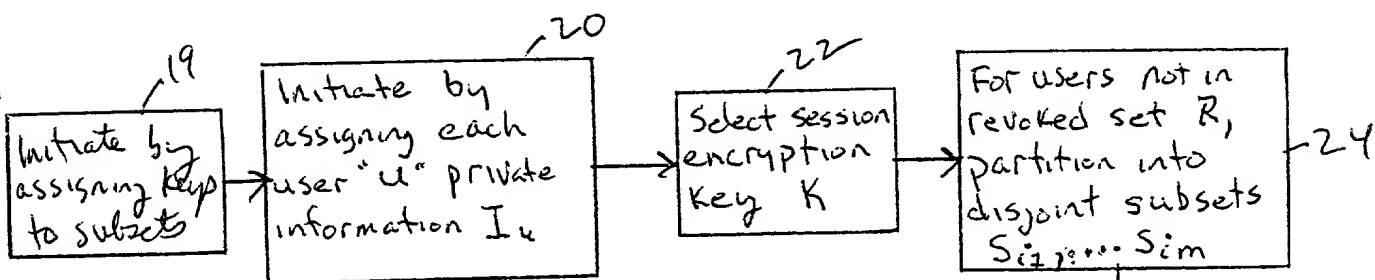 19
Initiate by
assigning keys
to subsets
20
Initiate by
assigning each
user "u" private
information Iu
22
Select session
encryption
key K
For users not in
revoked set R,
partition into
disjoint subsets
Si1,.... Sim
24